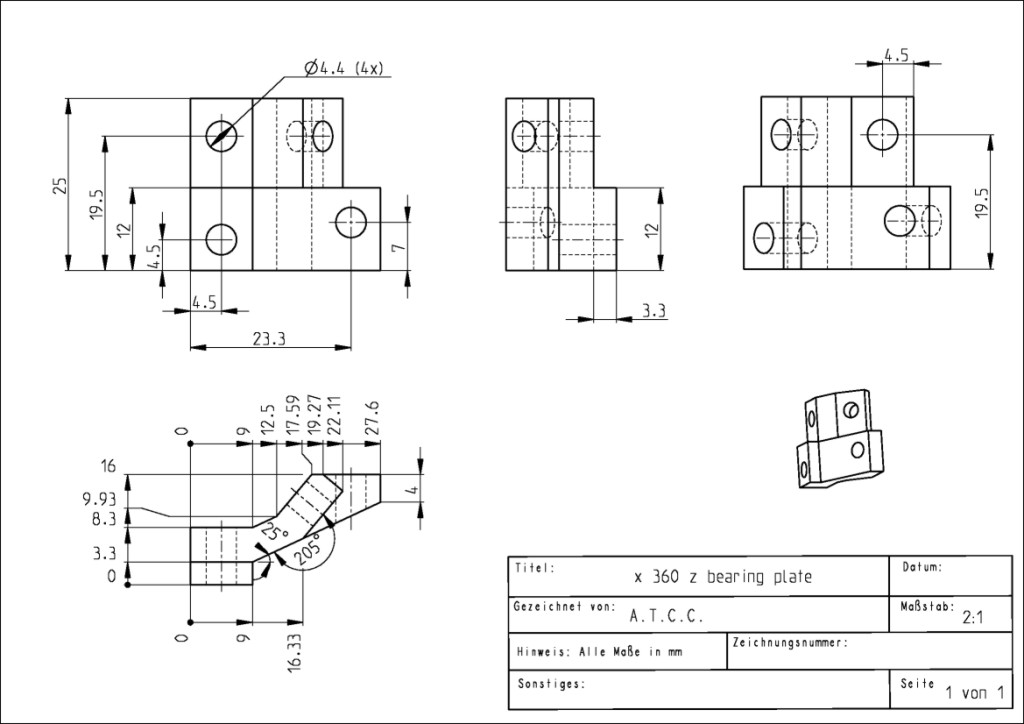 Ø4.4 (4x)
25
19.5
12
4.5
4.5
23.3
7
12
3.3
4.5
19.5
0
9
12.5
17.59
19.27
22.11
27.6
16
9.93
8.3
3.3
0
4
25°
205°
0
9
16.33
Titel:
x 360 z bearing plate
Datum:
Gezeichnet von:
A.T.C.C.
Maßstab:
2:1
Hinweis: Alle Maße in mm
Zeichnungsnummer:
Sonstiges:
Seite
1 von 1